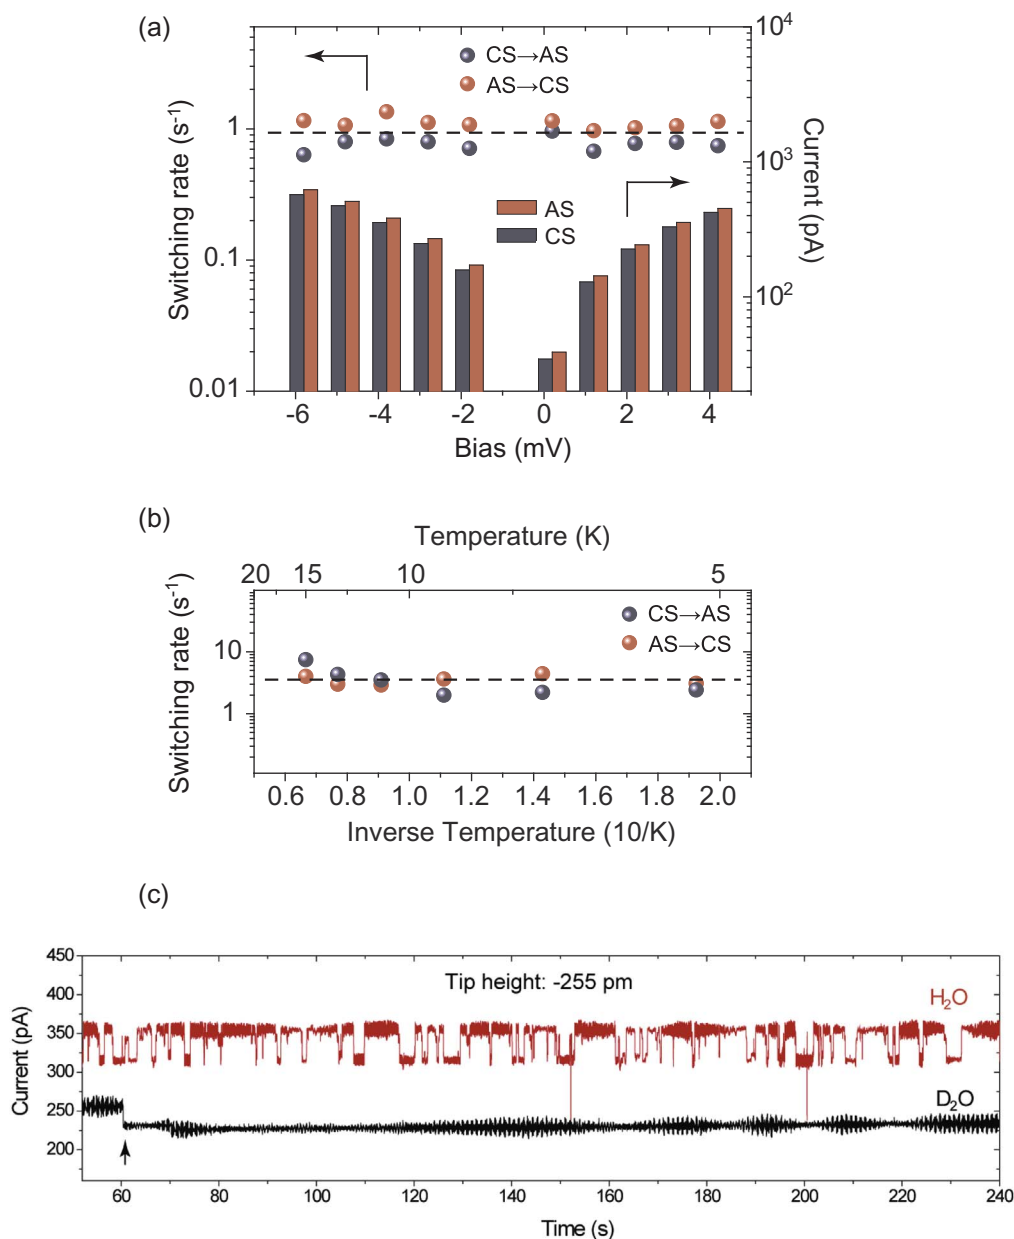 (a)
CS→AS
AS→CS
AS
CS
Switching rate (s⁻¹)
1
0.1
0.01
10⁴
10³
10²
Current (pA)
-6 -4 -2 0 2 4
Bias (mV)
(b)
Temperature (K)
20 15 10 5
CS→AS
AS→CS
Switching rate (s⁻¹)
10
1
0.6 0.8 1.0 1.2 1.4 1.6 1.8 2.0
Inverse Temperature (10/K)
(c)
Tip height: -255 pm
H₂O
D₂O
Current (pA)
450
400
350
300
250
200
60 80 100 120 140 160 180 200 220 240
Time (s)